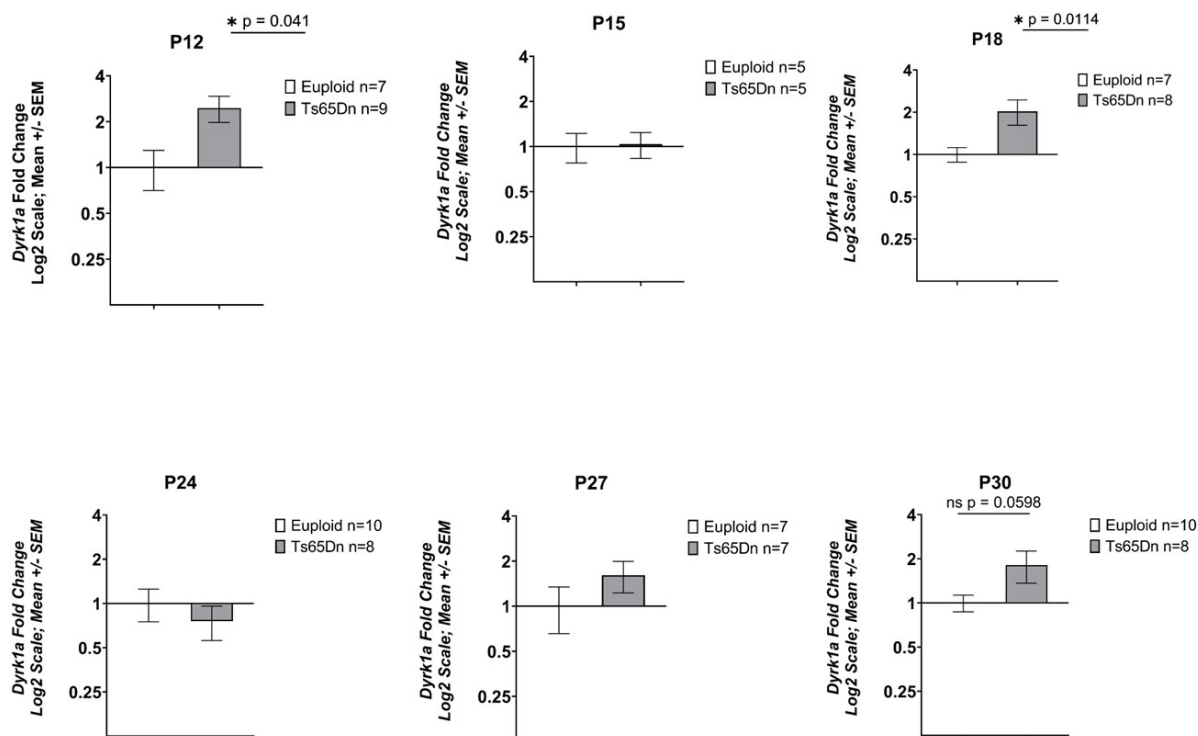 ∗ p = 0.041
P12
Dyrk1a Fold Change
Log2 Scale; Mean +/- SEM
4
2
1
0.5
0.25
Euploid n=7
Ts65Dn n=9
P15
Dyrk1a Fold Change
Log2 Scale; Mean +/- SEM
4
2
1
0.5
0.25
Euploid n=5
Ts65Dn n=5
∗ p = 0.0114
P18
Dyrk1a Fold Change
Log2 Scale; Mean +/- SEM
4
2
1
0.5
0.25
Euploid n=7
Ts65Dn n=8
P24
Dyrk1a Fold Change
Log2 Scale; Mean +/- SEM
4
2
1
0.5
0.25
Euploid n=10
Ts65Dn n=8
P27
Dyrk1a Fold Change
Log2 Scale; Mean +/- SEM
4
2
1
0.5
0.25
Euploid n=7
Ts65Dn n=7
P30
ns p = 0.0598
Dyrk1a Fold Change
Log2 Scale; Mean +/- SEM
4
2
1
0.5
0.25
Euploid n=10
Ts65Dn n=8